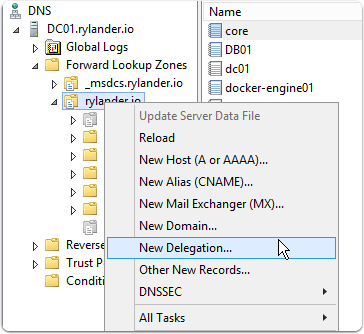 DNS
DC01.rylander.io
Global Logs
Forward Lookup Zones
_msdcs.rylander.io
rylander.io
Reverse
Trust P
Conditi
Name
core
DB01
dc01
docker-engine01
Update Server Data File
Reload
New Host (A or AAAA)...
New Alias (CNAME)...
New Mail Exchanger (MX)...
New Domain...
New Delegation...
Other New Records...
DNSSEC
All Tasks